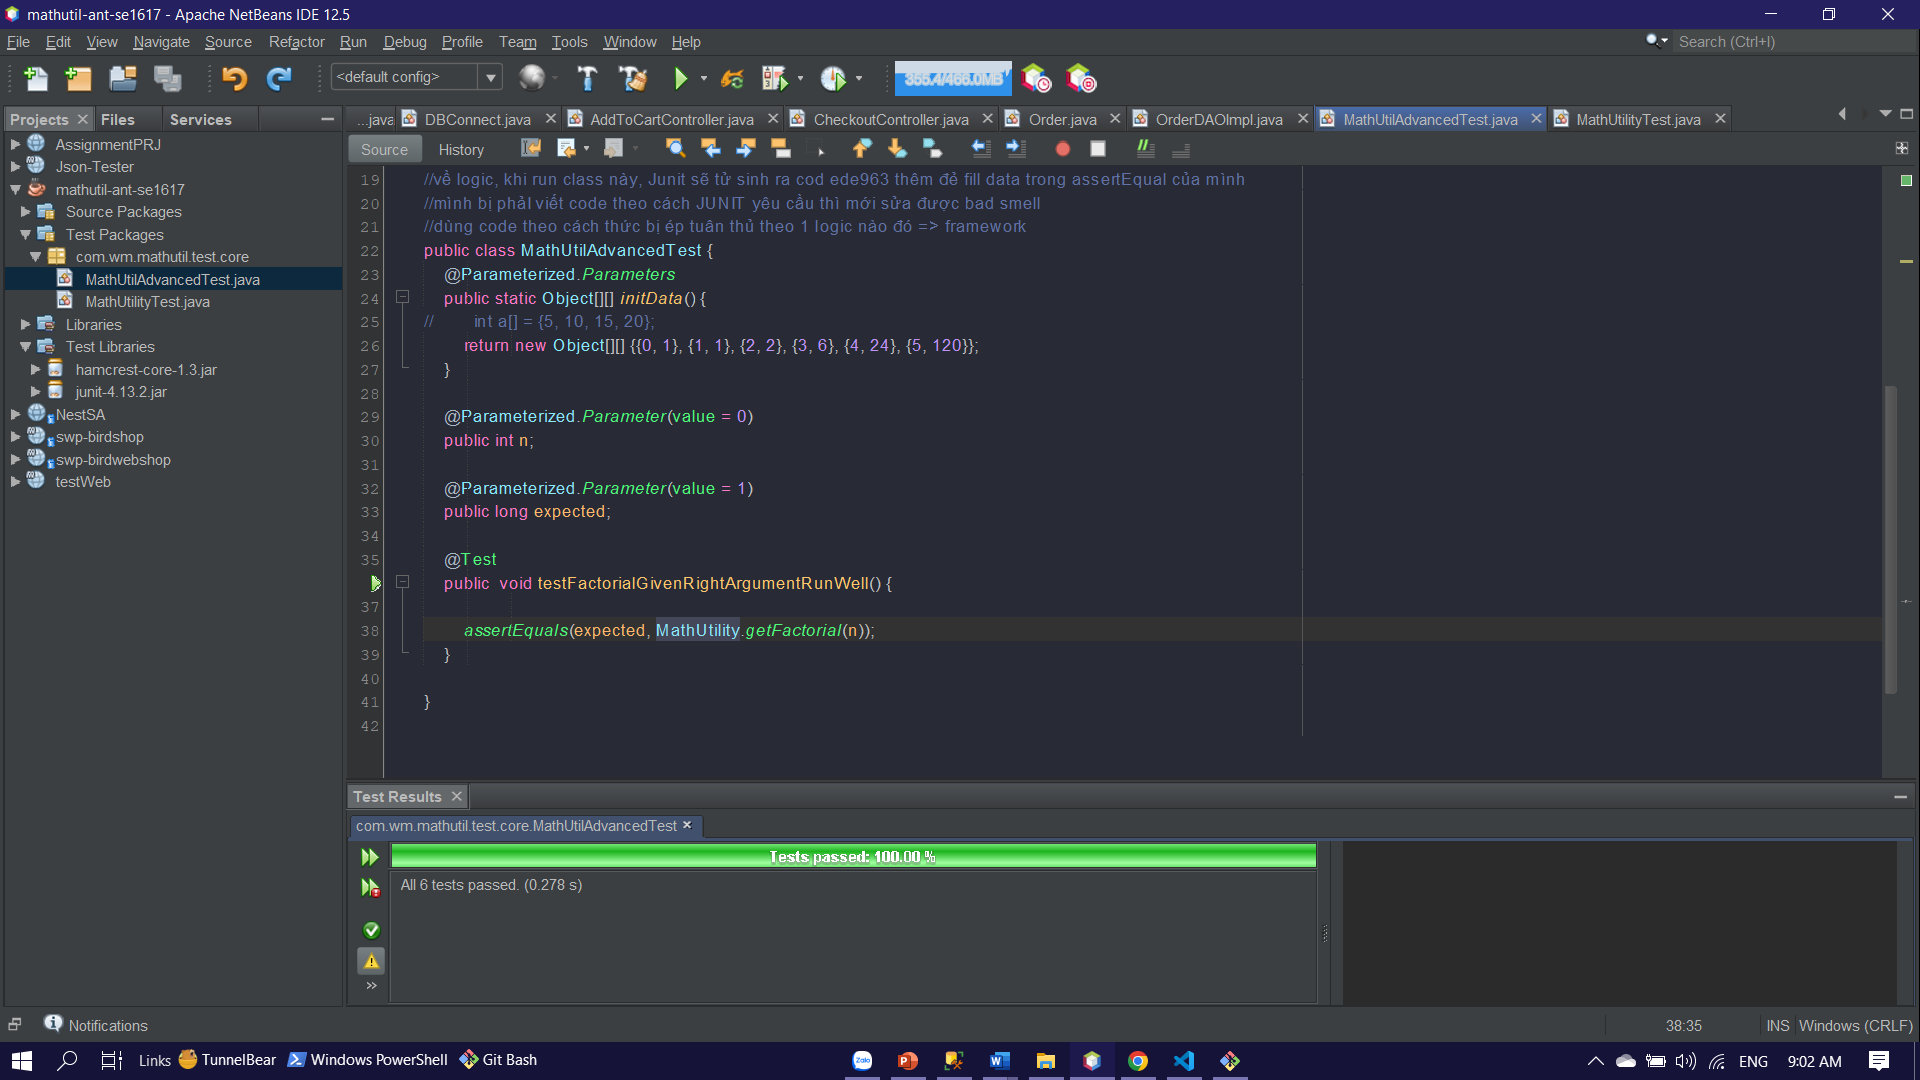 mathutil-ant-se1617 - Apache NetBeans IDE 12.5
File Edit View Navigate Source Refactor Run Debug Profile Team Tools Window Help
Search (Ctrl+I)
<default config>
355.4/466.0MB
Projects Files Services
...java DBConnect.java AddToCartController.java CheckoutController.java Order.java OrderDAOImpl.java MathUtilAdvancedTest.java MathUtilityTest.java
Source History
AssignmentPRJ
Json-Tester
mathutil-ant-se1617
Source Packages
Test Packages
com.wm.mathutil.test.core
MathUtilAdvancedTest.java
MathUtilityTest.java
Libraries
Test Libraries
hamcrest-core-1.3.jar
junit-4.13.2.jar
NestSA
swp-birdshop
swp-birdwebshop
testWeb
19 //về logic, khi run class này, Junit sẽ tử sinh ra cod ede963 thêm đẻ fill data trong assertEqual của mình
20 //mình bị phải viết code theo cách JUNIT yêu cầu thì mới sửa được bad smell
21 //dùng code theo cách thức bị ép tuân thủ theo 1 logic nào đó => framework
22 public class MathUtilAdvancedTest {
23 @Parameterized.Parameters
24 public static Object[][] initData() {
25 // int a[] = {5, 10, 15, 20};
26 return new Object[][] {{0, 1}, {1, 1}, {2, 2}, {3, 6}, {4, 24}, {5, 120}};
27 }
28
29 @Parameterized.Parameter(value = 0)
30 public int n;
31
32 @Parameterized.Parameter(value = 1)
33 public long expected;
34
35 @Test
public void testFactorialGivenRightArgumentRunWell() {
37
38 assertEquals(expected, MathUtility.getFactorial(n));
39 }
40
41 }
42
Test Results
com.wm.mathutil.test.core.MathUtilAdvancedTest
Tests passed: 100.00 %
All 6 tests passed. (0.278 s)
Notifications
38:35 INS Windows (CRLF)
Links TunnelBear Windows PowerShell Git Bash
Zalo
ENG 9:02 AM